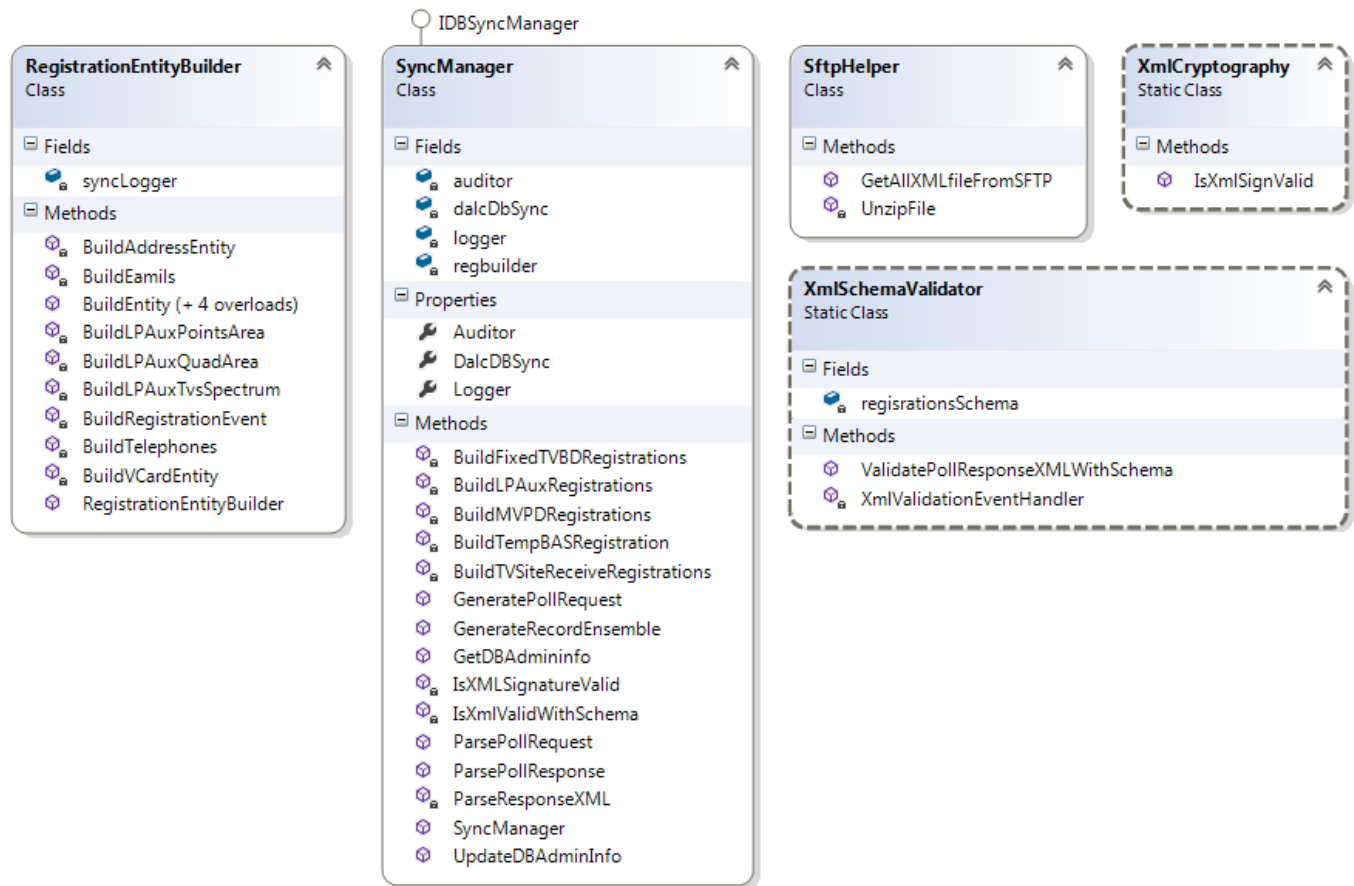 IDBSyncManager
RegistrationEntityBuilder
Class
Fields
syncLogger
Methods
BuildAddressEntity
BuildEamils
BuildEntity (+ 4 overloads)
BuildLPAuxPointsArea
BuildLPAuxQuadArea
BuildLPAuxTvsSpectrum
BuildRegistrationEvent
BuildTelephones
BuildVCardEntity
RegistrationEntityBuilder
SyncManager
Class
Fields
auditor
dalcDbSync
logger
regbuilder
Properties
Auditor
DalcDBSync
Logger
Methods
BuildFixedTVBDRegistrations
BuildLPAuxRegistrations
BuildMVPDRegistrations
BuildTempBASRegistration
BuildTVSiteReceiveRegistrations
GeneratePollRequest
GenerateRecordEnsemble
GetDBAdmininfo
IsXMLSignatureValid
IsXmlValidWithSchema
ParsePollRequest
ParsePollResponse
ParseResponseXML
SyncManager
UpdateDBAdminInfo
SftpHelper
Class
Methods
GetAllXMLfileFromSFTP
UnzipFile
XmlCryptography
Static Class
Methods
IsXmlSignValid
XmlSchemaValidator
Static Class
Fields
regisrationsSchema
Methods
ValidatePollResponseXMLWithSchema
XmlValidationEventHandler